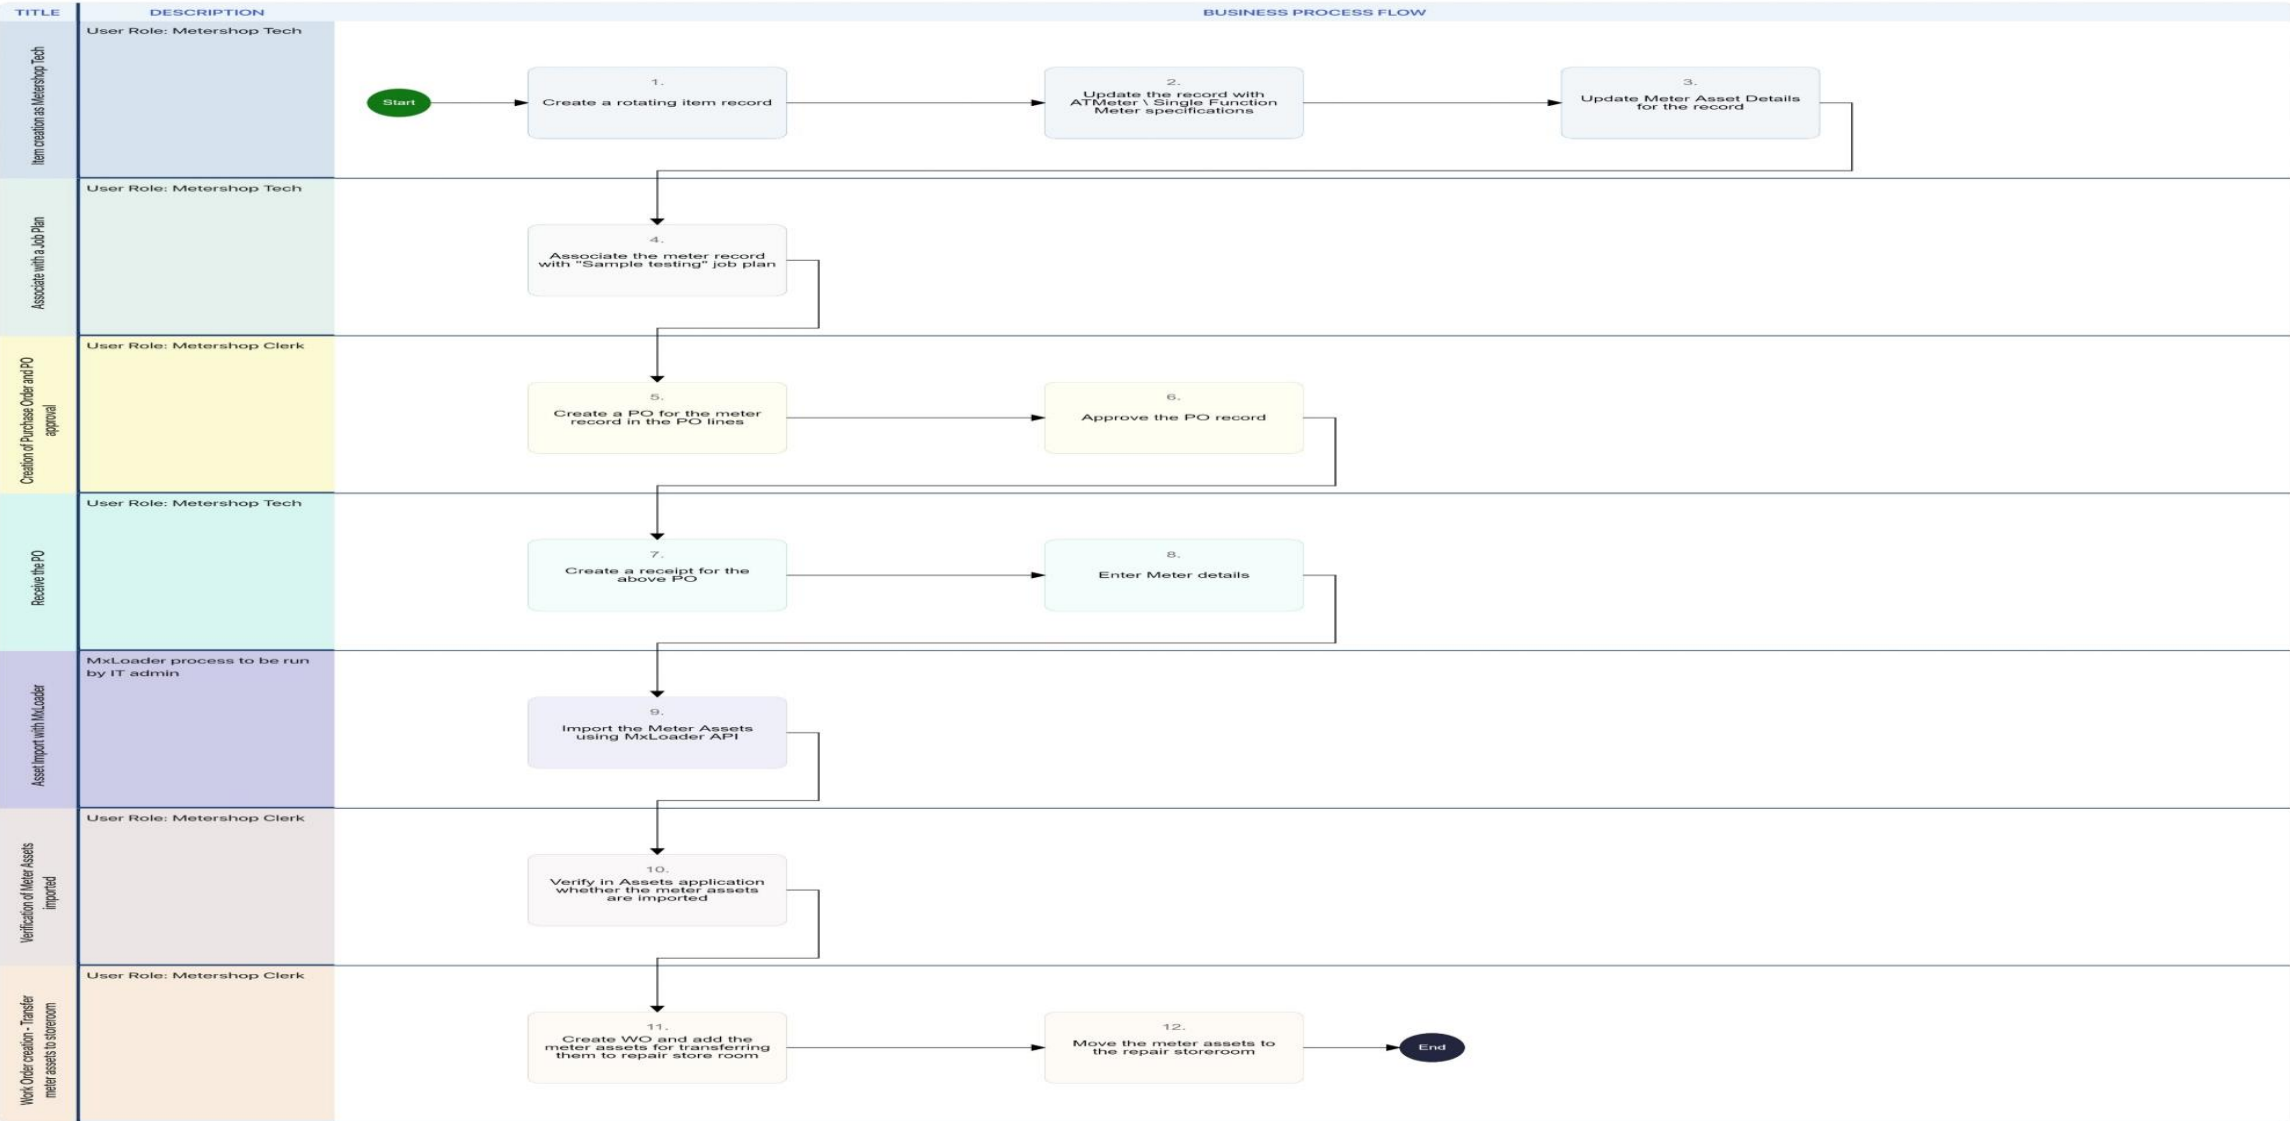 TITLE
DESCRIPTION
BUSINESS PROCESS FLOW
Item creation as Metershop Tech
User Role: Metershop Tech
Start
1.
Create a rotating item record
2.
Update the record with
ATMeter \ Single Function
Meter specifications
3.
Update Meter Asset Details
for the record
Associate with a Job Plan
User Role: Metershop Tech
4.
Associate the meter record
with "Sample testing" job plan
Creation of Purchase Order and PO
approval
User Role: Metershop Clerk
5.
Create a PO for the meter
record in the PO lines
6.
Approve the PO record
Receive the PO
User Role: Metershop Tech
7.
Create a receipt for the
above PO
8.
Enter Meter details
Asset Import with MxLoader
MxLoader process to be run
by IT admin
9.
Import the Meter Assets
using MxLoader API
Verification of Meter Assets
imported
User Role: Metershop Clerk
10.
Verify in Assets application
whether the meter assets
are imported
Work Order creation - Transfer
meter assets to storeroom
User Role: Metershop Clerk
11.
Create WO and add the
meter assets for transferring
them to repair store room
12.
Move the meter assets to
the repair storeroom
End